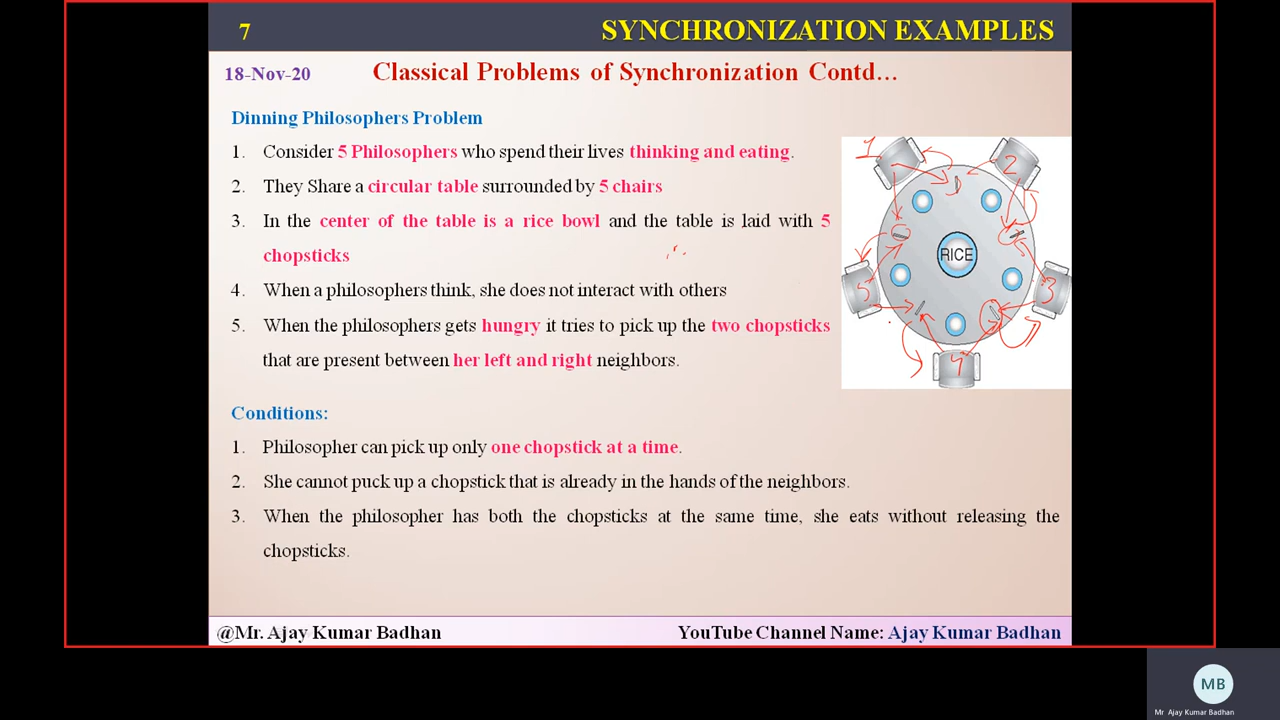 7 SYNCHRONIZATION EXAMPLES
18-Nov-20 Classical Problems of Synchronization Contd...
Dinning Philosophers Problem
1. Consider 5 Philosophers who spend their lives thinking and eating.
2. They Share a circular table surrounded by 5 chairs
3. In the center of the table is a rice bowl and the table is laid with 5
chopsticks
4. When a philosophers think, she does not interact with others
5. When the philosophers gets hungry it tries to pick up the two chopsticks
that are present between her left and right neighbors.
1 2
RICE
5 3
4
Conditions:
1. Philosopher can pick up only one chopstick at a time.
2. She cannot puck up a chopstick that is already in the hands of the neighbors.
3. When the philosopher has both the chopsticks at the same time, she eats without releasing the
chopsticks.
@Mr. Ajay Kumar Badhan YouTube Channel Name: Ajay Kumar Badhan
MB
Mr Ajay Kumar Badhan